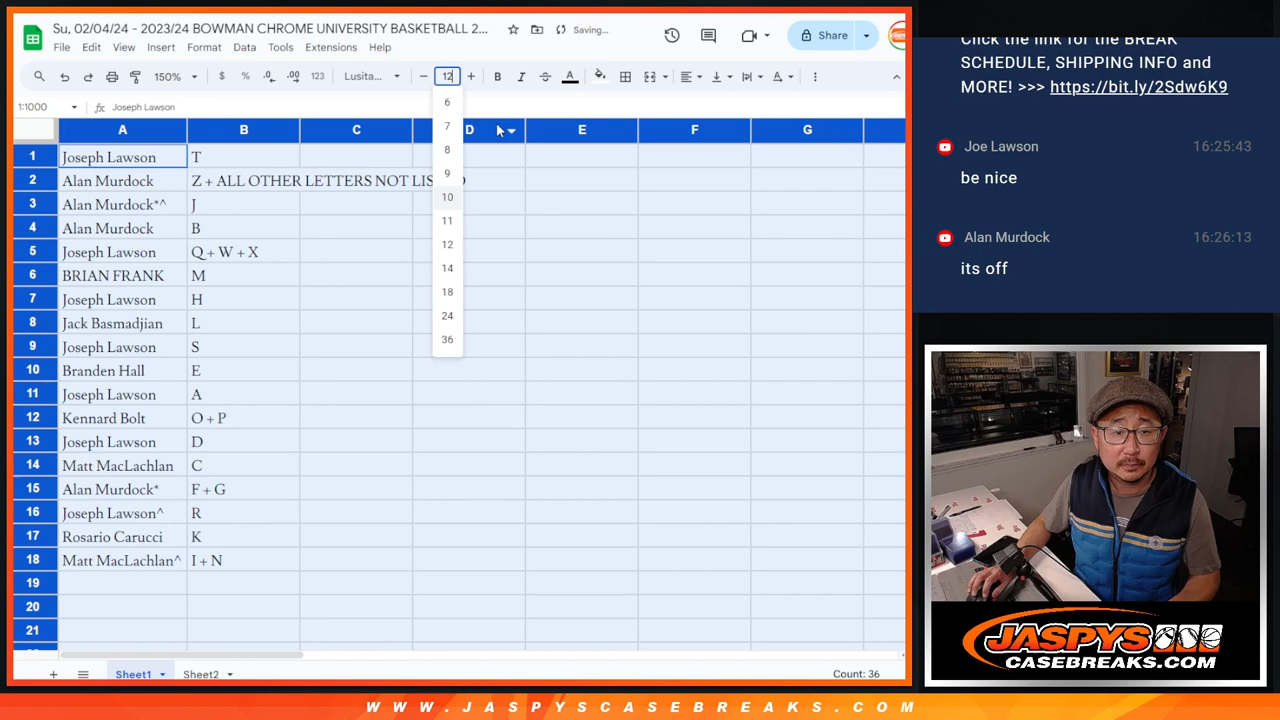 Su, 02/04/24 - 2023/24 BOWMAN CHROME UNIVERSITY BASKETBALL 2...
Saving...
Share
File Edit View Insert Format Data Tools Extensions Help
150% $ % .0 .00 123 Lusita... 12 B I A
1:1000 fx Joseph Lawson
A B C D E F G
1 Joseph Lawson T
2 Alan Murdock Z + ALL OTHER LETTERS NOT LIS D
3 Alan Murdock*^ J
4 Alan Murdock B
5 Joseph Lawson Q + W + X
6 BRIAN FRANK M
7 Joseph Lawson H
8 Jack Basmadjian L
9 Joseph Lawson S
10 Branden Hall E
11 Joseph Lawson A
12 Kennard Bolt O + P
13 Joseph Lawson D
14 Matt MacLachlan C
15 Alan Murdock* F + G
16 Joseph Lawson^ R
17 Rosario Carucci K
18 Matt MacLachlan^ I + N
19
20
21
6
7
8
9
10
11
12
14
18
24
36
Sheet1 Sheet2 Count: 36
Click the link for the BREAK
SCHEDULE, SHIPPING INFO and
MORE! >>> https://bit.ly/2Sdw6K9
Joe Lawson 16:25:43
be nice
Alan Murdock 16:26:13
its off
JASPYS
CASEBREAKS.COM
WWW.JASPYSCASEBREAKS.COM